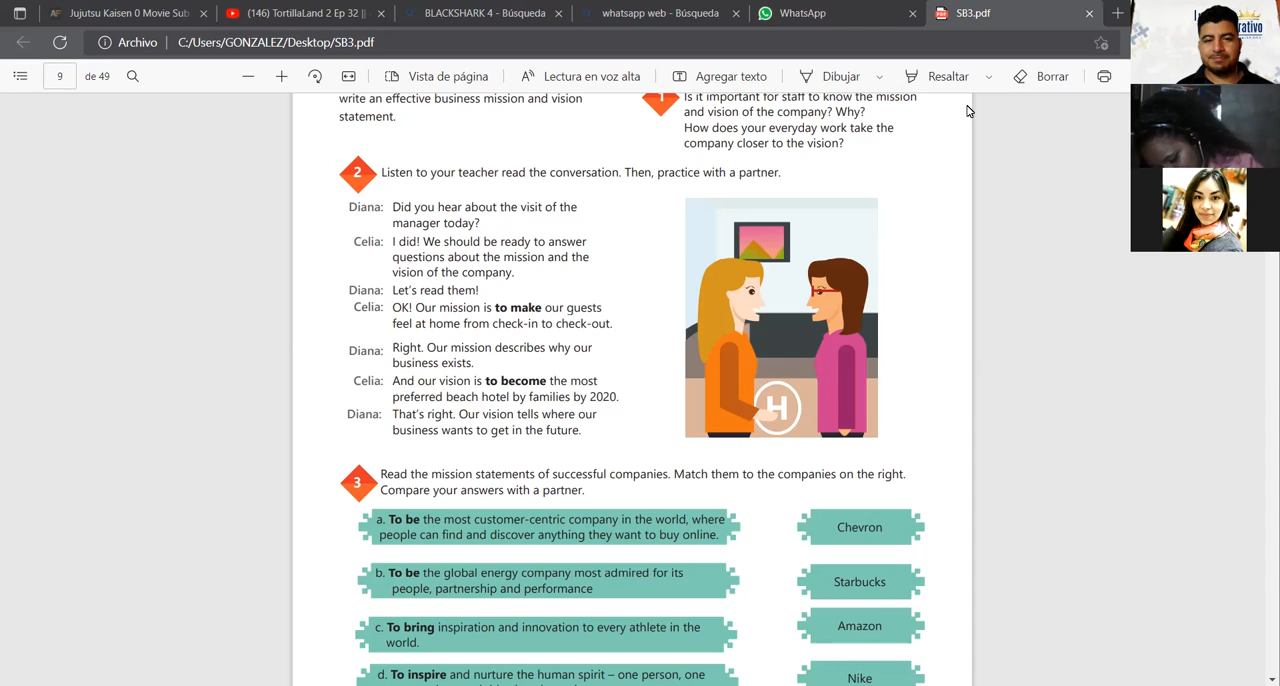 Jujutsu Kaisen 0 Movie Sub
(146) TortillaLand 2 Ep 32 ||
BLACKSHARK 4 - Búsqueda
whatsapp web - Búsqueda
WhatsApp
SB3.pdf
Archivo
C:/Users/GONZALEZ/Desktop/SB3.pdf
9
de 49
Vista de página
Lectura en voz alta
Agregar texto
Dibujar
Resaltar
Borrar
write an effective business mission and vision
statement.
1
Is it important for staff to know the mission
and vision of the company? Why?
How does your everyday work take the
company closer to the vision?
2
Listen to your teacher read the conversation. Then, practice with a partner.
Diana: Did you hear about the visit of the
manager today?
Celia: I did! We should be ready to answer
questions about the mission and the
vision of the company.
Diana: Let's read them!
Celia: OK! Our mission is to make our guests
feel at home from check-in to check-out.
Diana: Right. Our mission describes why our
business exists.
Celia: And our vision is to become the most
preferred beach hotel by families by 2020.
Diana: That's right. Our vision tells where our
business wants to get in the future.
H
3
Read the mission statements of successful companies. Match them to the companies on the right.
Compare your answers with a partner.
a. To be the most customer-centric company in the world, where
people can find and discover anything they want to buy online.
Chevron
b. To be the global energy company most admired for its
people, partnership and performance
Starbucks
c. To bring inspiration and innovation to every athlete in the
world.
Amazon
d. To inspire and nurture the human spirit – one person, one
Nike